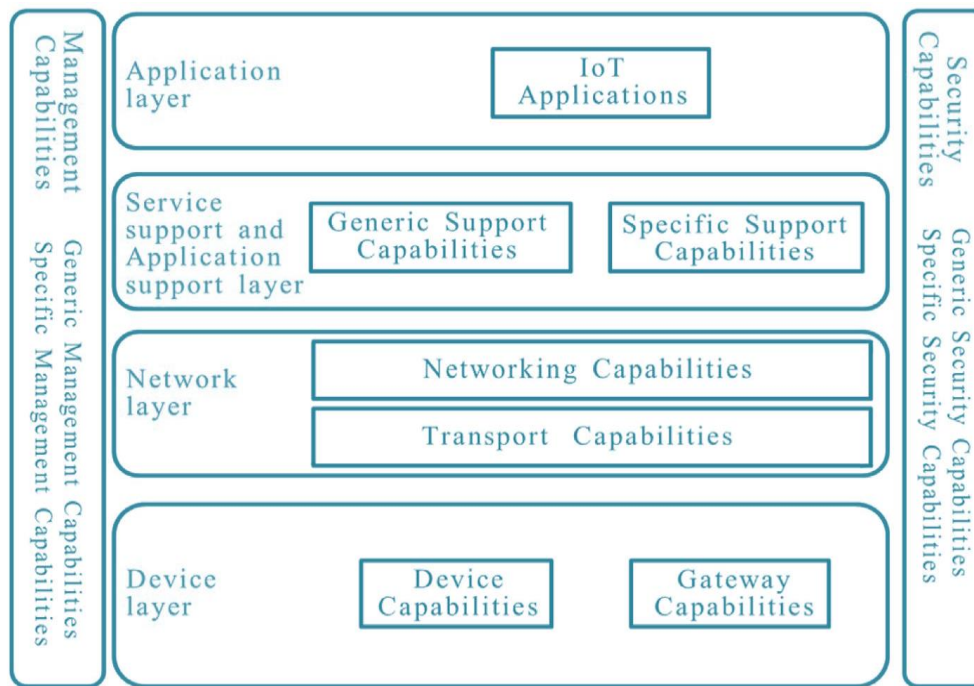 Management
Capabilities
Generic Management Capabilities
Specific Management Capabilities
Application
layer
IoT
Applications
Service
support and
Application
support layer
Generic Support
Capabilities
Specific Support
Capabilities
Network
layer
Networking Capabilities
Transport Capabilities
Device
layer
Device
Capabilities
Gateway
Capabilities
Security
Capabilities
Generic Security Capabilities
Specific Security Capabilities